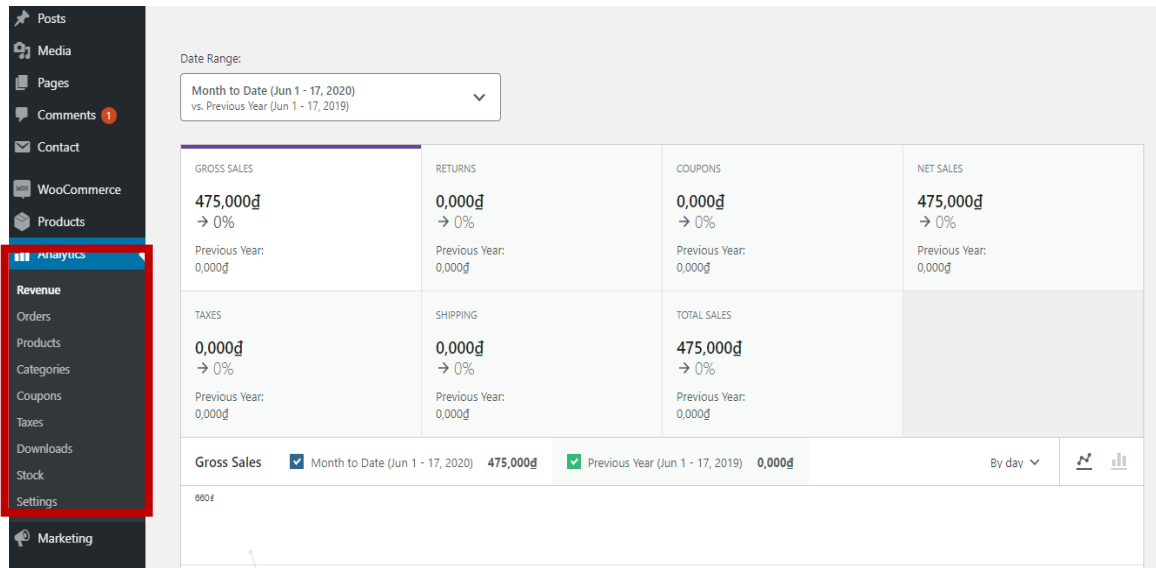 Posts
Media
Pages
Comments 1
Contact
WooCommerce
Products
Analytics
Revenue
Orders
Products
Categories
Coupons
Taxes
Downloads
Stock
Settings
Marketing
Date Range:
Month to Date (Jun 1 - 17, 2020)
vs. Previous Year (Jun 1 - 17, 2019)
GROSS SALES
475,000₫
→ 0%
Previous Year:
0,000₫
RETURNS
0,000₫
→ 0%
Previous Year:
0,000₫
COUPONS
0,000₫
→ 0%
Previous Year:
0,000₫
NET SALES
475,000₫
→ 0%
Previous Year:
0,000₫
TAXES
0,000₫
→ 0%
Previous Year:
0,000₫
SHIPPING
0,000₫
→ 0%
Previous Year:
0,000₫
TOTAL SALES
475,000₫
→ 0%
Previous Year:
0,000₫
Gross Sales Month to Date (Jun 1 - 17, 2020) 475,000₫ Previous Year (Jun 1 - 17, 2019) 0,000₫ By day
660₫